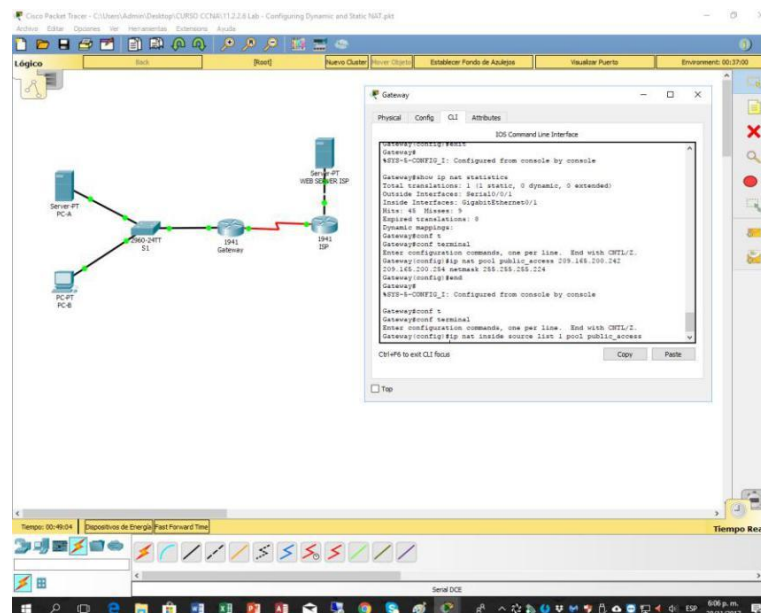 Cisco Packet Tracer - C:\Users\Admin\Desktop\CURSO CCNA\11.2.2.6 Lab - Configuring Dynamic and Static NAT.pkt
Archivo Editar Opciones Ver Herramientas Extensions Ayuda
Lógico Back [Root] Nuevo Cluster Mover Objeto Establecer Fondo de Azulejos Visualizar Puerto Environment: 00:37:00
Gateway
Physical Config CLI Attributes
IOS Command Line Interface
Gateway(config)#exit
Gateway#
%SYS-5-CONFIG_I: Configured from console by console
Gateway#show ip nat statistics
Total translations: 1 (1 static, 0 dynamic, 0 extended)
Outside Interfaces: Serial0/0/1
Inside Interfaces: GigabitEthernet0/1
Hits: 45 Misses: 9
Expired translations: 8
Dynamic mappings:
Gateway#conf t
Gateway#conf terminal
Enter configuration commands, one per line. End with CNTL/Z.
Gateway(config)#ip nat pool public_access 209.165.200.242
209.165.200.254 netmask 255.255.255.224
Gateway(config)#end
Gateway#
%SYS-5-CONFIG_I: Configured from console by console
Gateway#conf t
Gateway#conf terminal
Enter configuration commands, one per line. End with CNTL/Z.
Gateway(config)#ip nat inside source list 1 pool public_access
Ctrl+F6 to exit CLI focus Copy Paste
Top
Server-PT
WEB SERVER ISP
Server-PT
PC-A
2960-24TT
S1
1941
Gateway
1941
ISP
PC-PT
PC-B
Tiempo: 00:49:04 Dispositivos de Energía Fast Forward Time Tiempo Rea
Serial DCE
ESP 6:06 p. m.